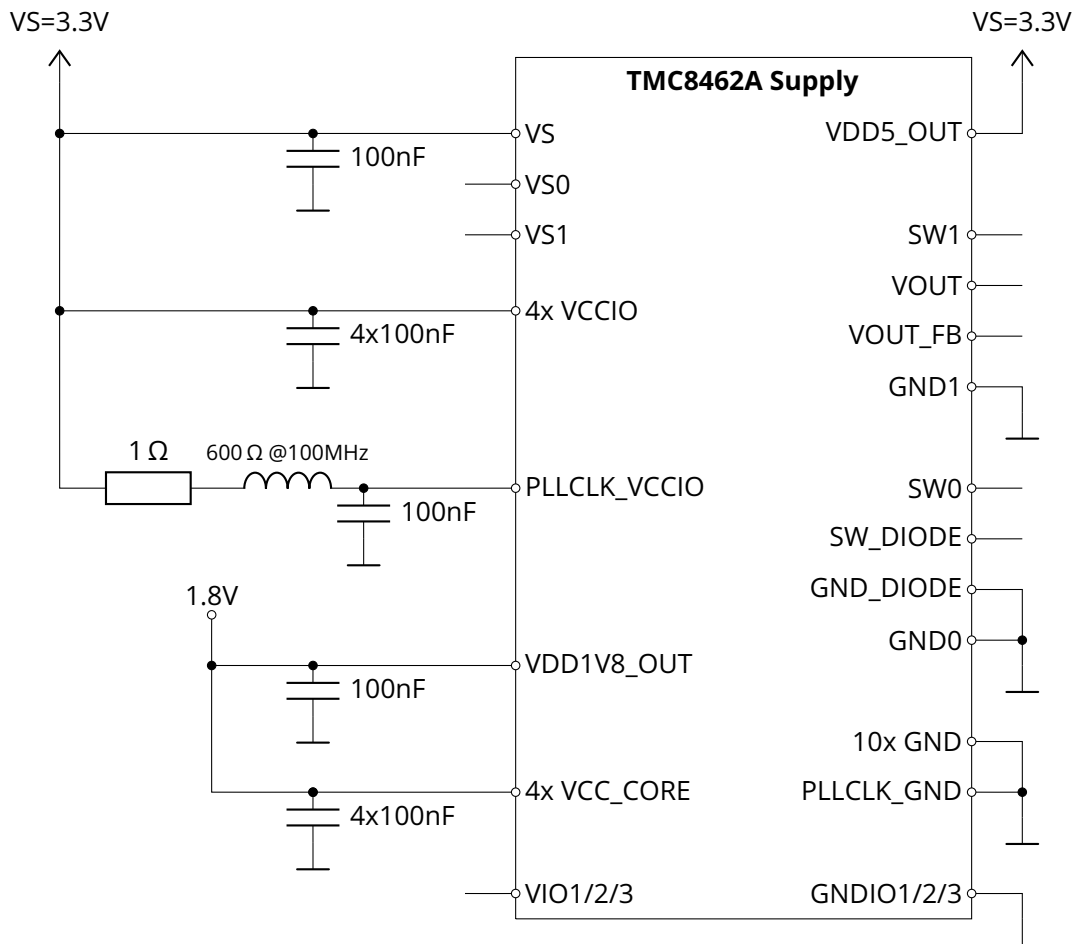 VS=3.3V
VS=3.3V
TMC8462A Supply
VS
VDD5_OUT
100nF
VS0
VS1
SW1
VOUT
4x VCCIO
4x100nF
VOUT_FB
GND1
1 Ω
600 Ω @100MHz
PLLCLK_VCCIO
SW0
100nF
SW_DIODE
GND_DIODE
1.8V
GND0
VDD1V8_OUT
100nF
10x GND
4x VCC_CORE
PLLCLK_GND
4x100nF
VIO1/2/3
GNDIO1/2/3